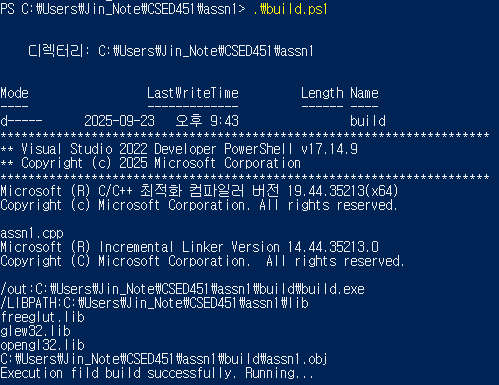 PS C:₩Users₩Jin_Note₩CSED451₩assn1> .₩build.ps1
디렉터리: C:₩Users₩Jin_Note₩CSED451₩assn1
Mode LastWriteTime Length Name
---- ------------- ------ ----
d----- 2025-09-23 오후 9:43 build
**********************************************************************
** Visual Studio 2022 Developer PowerShell v17.14.9
** Copyright (c) 2025 Microsoft Corporation
**********************************************************************
Microsoft (R) C/C++ 최적화 컴파일러 버전 19.44.35213(x64)
Copyright (c) Microsoft Corporation. All rights reserved.
assn1.cpp
Microsoft (R) Incremental Linker Version 14.44.35213.0
Copyright (C) Microsoft Corporation.  All rights reserved.
/out:C:₩Users₩Jin_Note₩CSED451₩assn1₩build₩build.exe
/LIBPATH:C:₩Users₩Jin_Note₩CSED451₩assn1₩lib
freeglut.lib
glew32.lib
opengl32.lib
C:₩Users₩Jin_Note₩CSED451₩assn1₩build₩assn1.obj
Execution fild build successfully. Running...